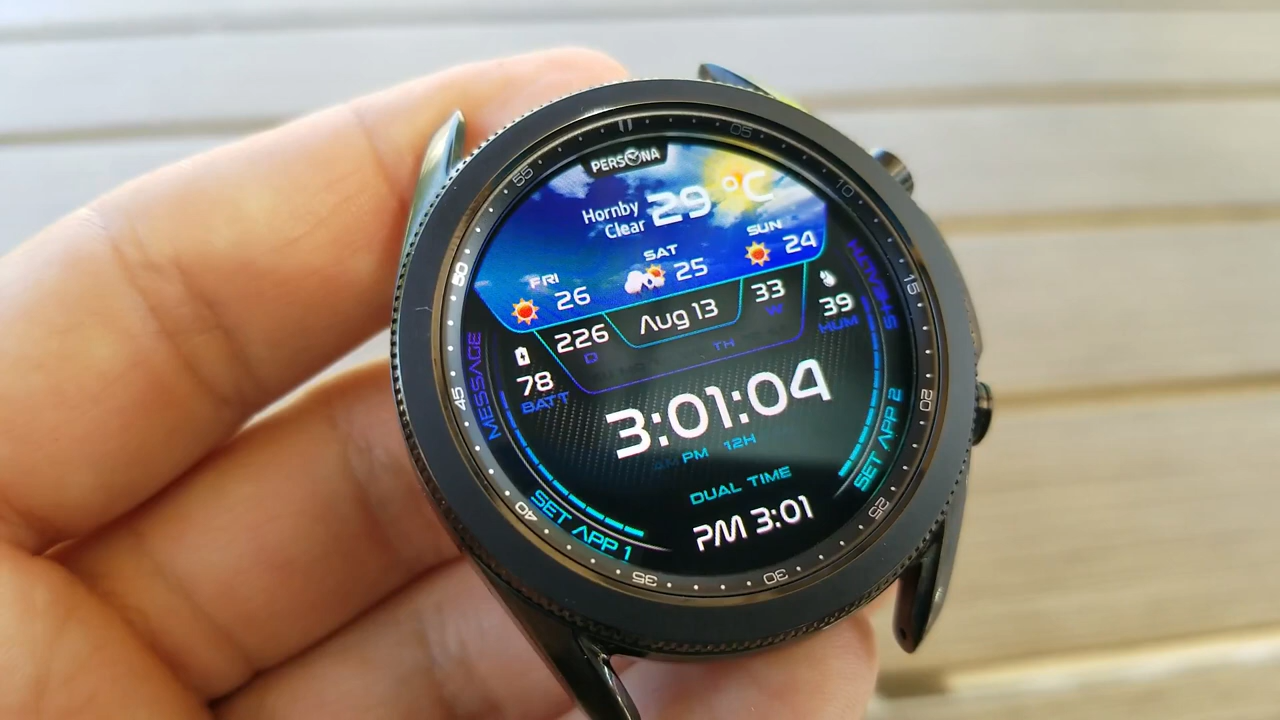 PERSONA
Hornby 29 °C
Clear
FRI SAT SUN
26 25 24
226 Aug 13 33
D TH W
78 39
BATT HUM
MESSAGE
3:01:04
AM PM 12H
DUAL TIME
PM 3:01
SET APP 1
SET APP 2
05
10
15
20
25
30
35
40
45
50
55